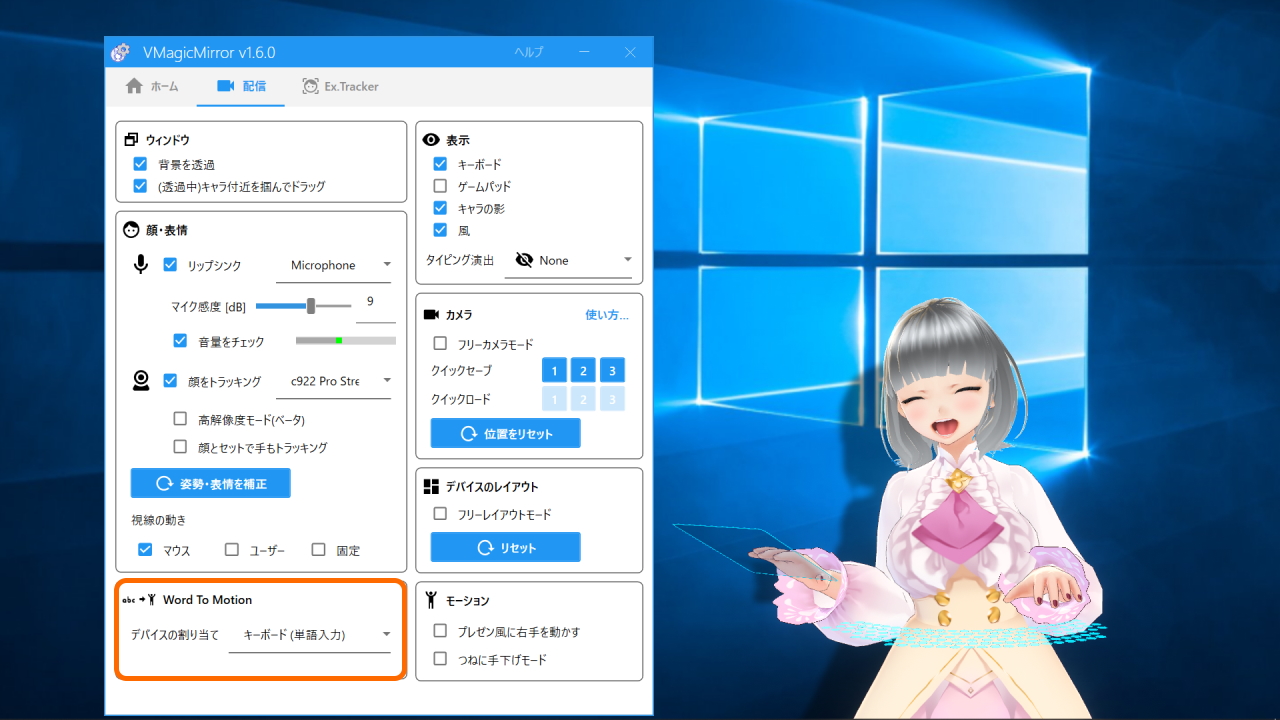 VMagicMirror v1.6.0
ヘルプ
ホーム
配信
Ex.Tracker
ウィンドウ
背景を透過
(透過中)キャラ付近を掴んでドラッグ
顔・表情
リップシンク
Microphone
マイク感度 [dB]
9
音量をチェック
顔をトラッキング
c922 Pro Stre
高解像度モード(ベータ)
顔とセットで手もトラッキング
姿勢・表情を補正
視線の動き
マウス
ユーザー
固定
abc
Word To Motion
デバイスの割り当て
キーボード (単語入力)
表示
キーボード
ゲームパッド
キャラの影
風
タイピング演出
None
カメラ
使い方...
フリーカメラモード
クイックセーブ
1 2 3
クイックロード
1 2 3
位置をリセット
デバイスのレイアウト
フリーレイアウトモード
リセット
モーション
プレゼン風に右手を動かす
つねに手下げモード